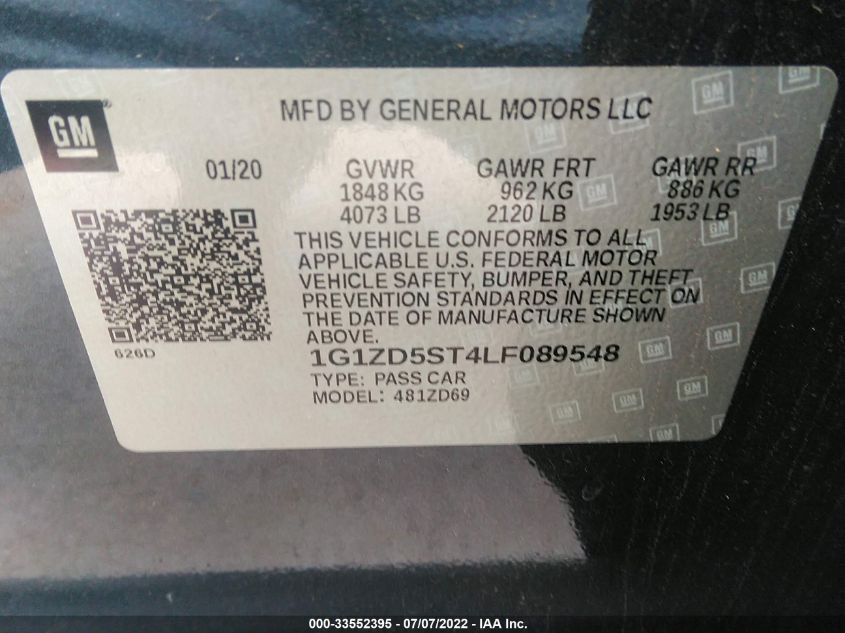 GM
MFD BY GENERAL MOTORS LLC
01/20 GVWR GAWR FRT GAWR RR
1848 KG 962 KG 886 KG
4073 LB 2120 LB 1953 LB
THIS VEHICLE CONFORMS TO ALL
APPLICABLE U.S. FEDERAL MOTOR
VEHICLE SAFETY, BUMPER, AND THEFT
PREVENTION STANDARDS IN EFFECT ON
THE DATE OF MANUFACTURE SHOWN
ABOVE.
626D
1G1ZD5ST4LF089548
TYPE: PASS CAR
MODEL: 481ZD69
000-33552395 - 07/07/2022 - IAA Inc.